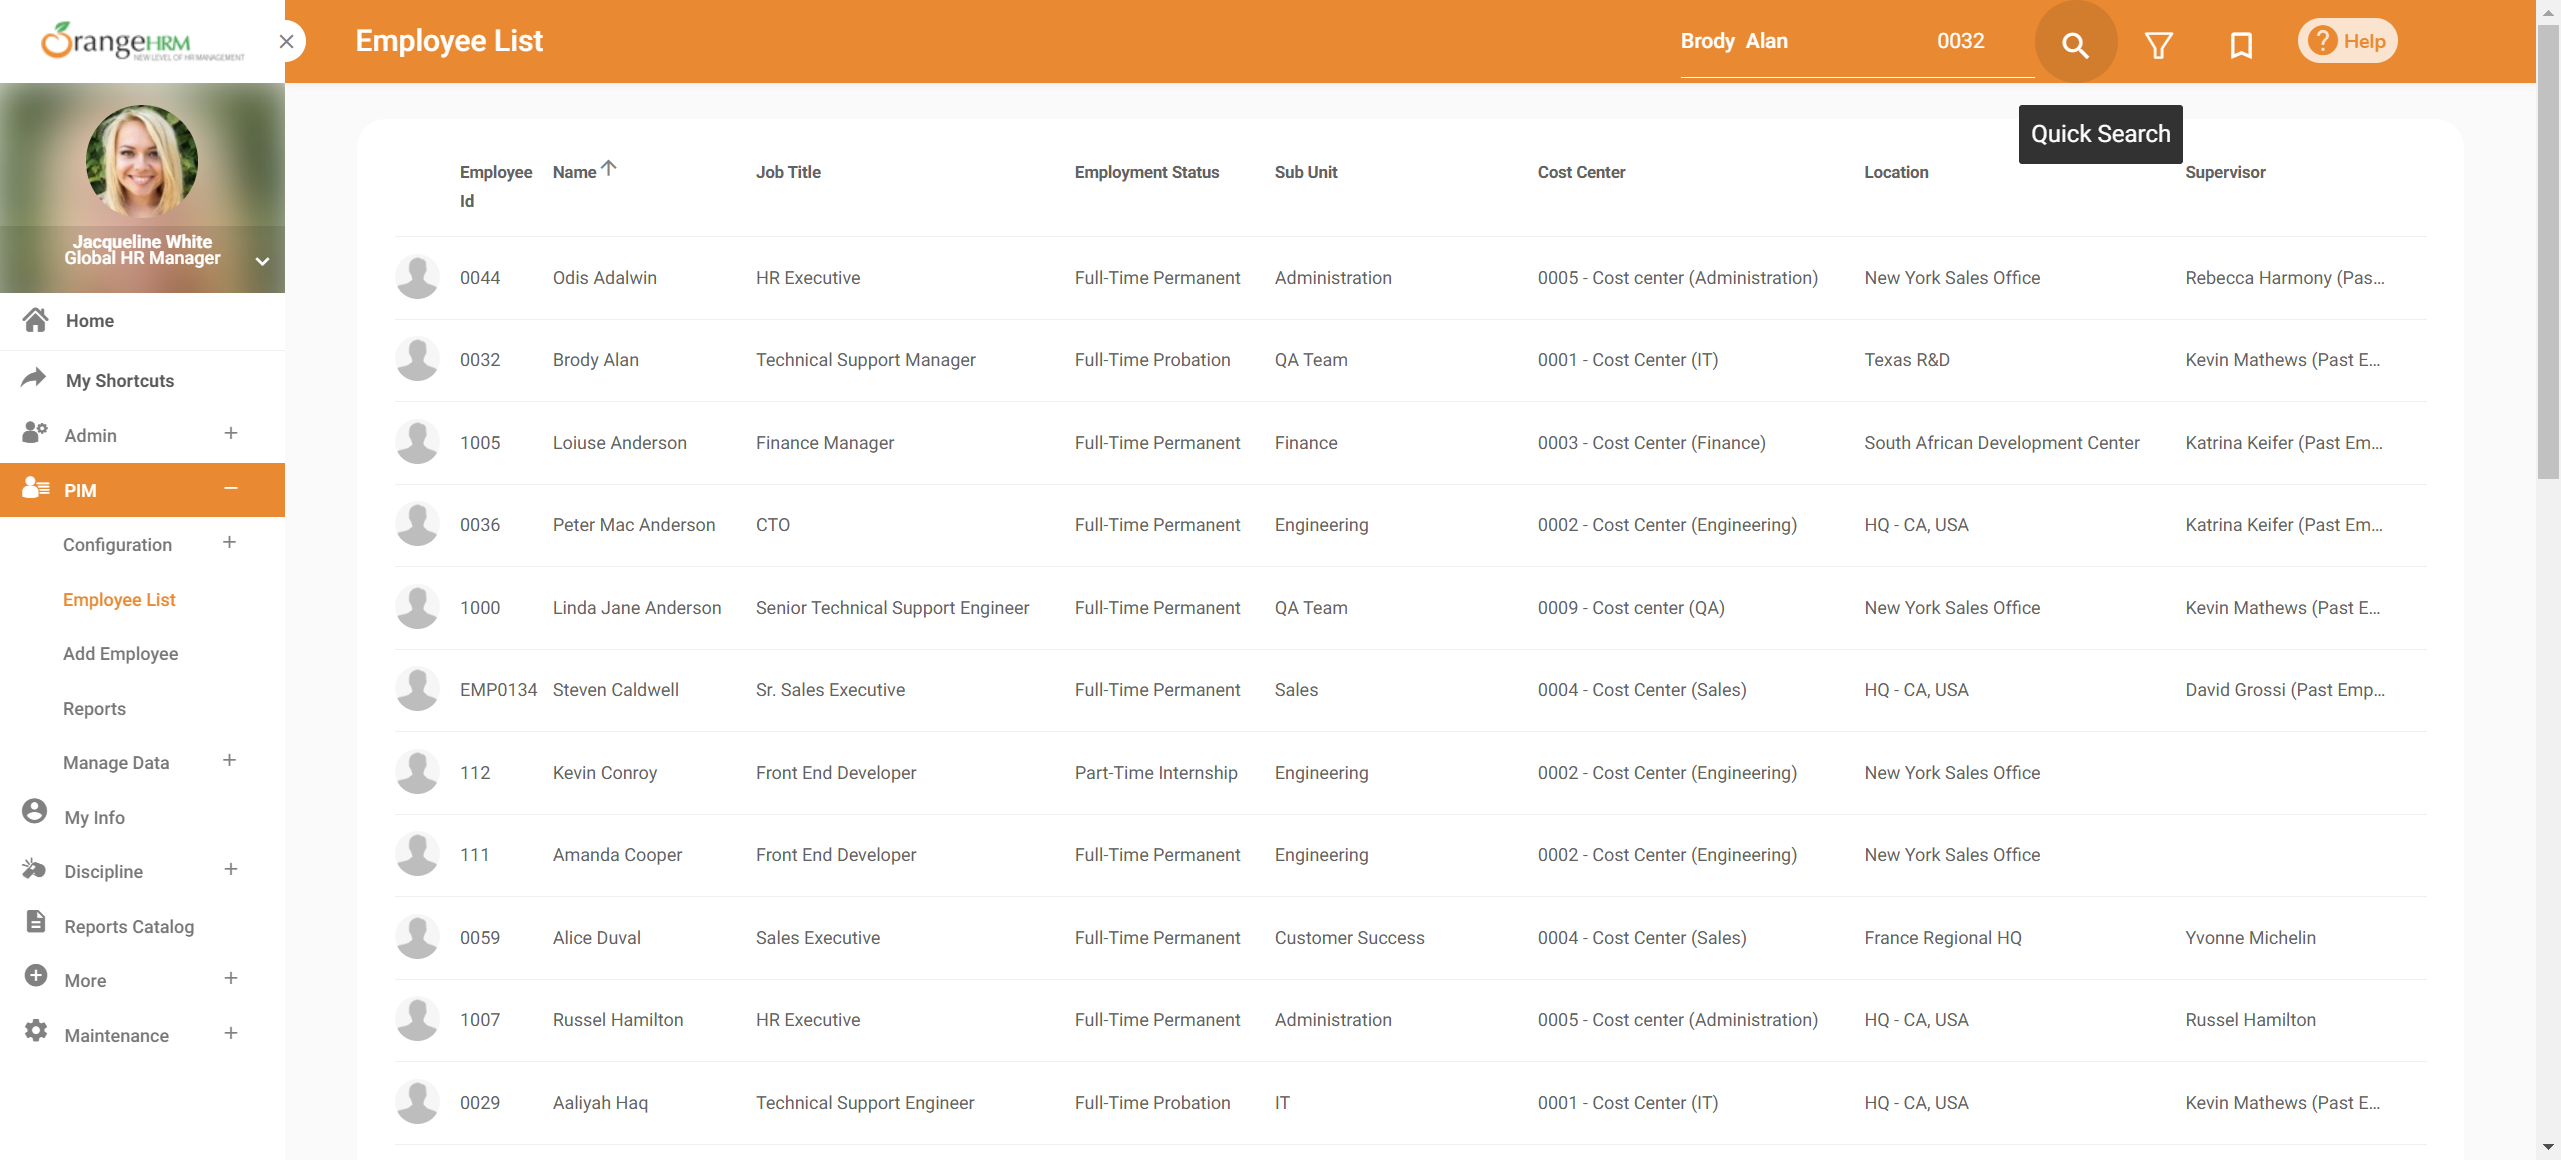 OrangeHRM
NEW LEVEL OF HR MANAGEMENT
Employee List
Brody Alan 0032
Help
Quick Search
Jacqueline White
Global HR Manager
Home
My Shortcuts
Admin
PIM
Configuration
Employee List
Add Employee
Reports
Manage Data
My Info
Discipline
Reports Catalog
More
Maintenance
Employee Id Name Job Title Employment Status Sub Unit Cost Center Location Supervisor
0044 Odis Adalwin HR Executive Full-Time Permanent Administration 0005 - Cost center (Administration) New York Sales Office Rebecca Harmony (Pas...
0032 Brody Alan Technical Support Manager Full-Time Probation QA Team 0001 - Cost Center (IT) Texas R&D Kevin Mathews (Past E...
1005 Loiuse Anderson Finance Manager Full-Time Permanent Finance 0003 - Cost Center (Finance) South African Development Center Katrina Keifer (Past Em...
0036 Peter Mac Anderson CTO Full-Time Permanent Engineering 0002 - Cost Center (Engineering) HQ - CA, USA Katrina Keifer (Past Em...
1000 Linda Jane Anderson Senior Technical Support Engineer Full-Time Permanent QA Team 0009 - Cost center (QA) New York Sales Office Kevin Mathews (Past E...
EMP0134 Steven Caldwell Sr. Sales Executive Full-Time Permanent Sales 0004 - Cost Center (Sales) HQ - CA, USA David Grossi (Past Emp...
112 Kevin Conroy Front End Developer Part-Time Internship Engineering 0002 - Cost Center (Engineering) New York Sales Office
111 Amanda Cooper Front End Developer Full-Time Permanent Engineering 0002 - Cost Center (Engineering) New York Sales Office
0059 Alice Duval Sales Executive Full-Time Permanent Customer Success 0004 - Cost Center (Sales) France Regional HQ Yvonne Michelin
1007 Russel Hamilton HR Executive Full-Time Permanent Administration 0005 - Cost center (Administration) HQ - CA, USA Russel Hamilton
0029 Aaliyah Haq Technical Support Engineer Full-Time Probation IT 0001 - Cost Center (IT) HQ - CA, USA Kevin Mathews (Past E...